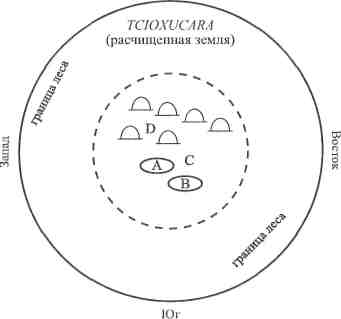 TCIOXUCARA
(расчищенная земля)
граница леса
Запад
Восток
D
A
C
B
граница леса
Юг